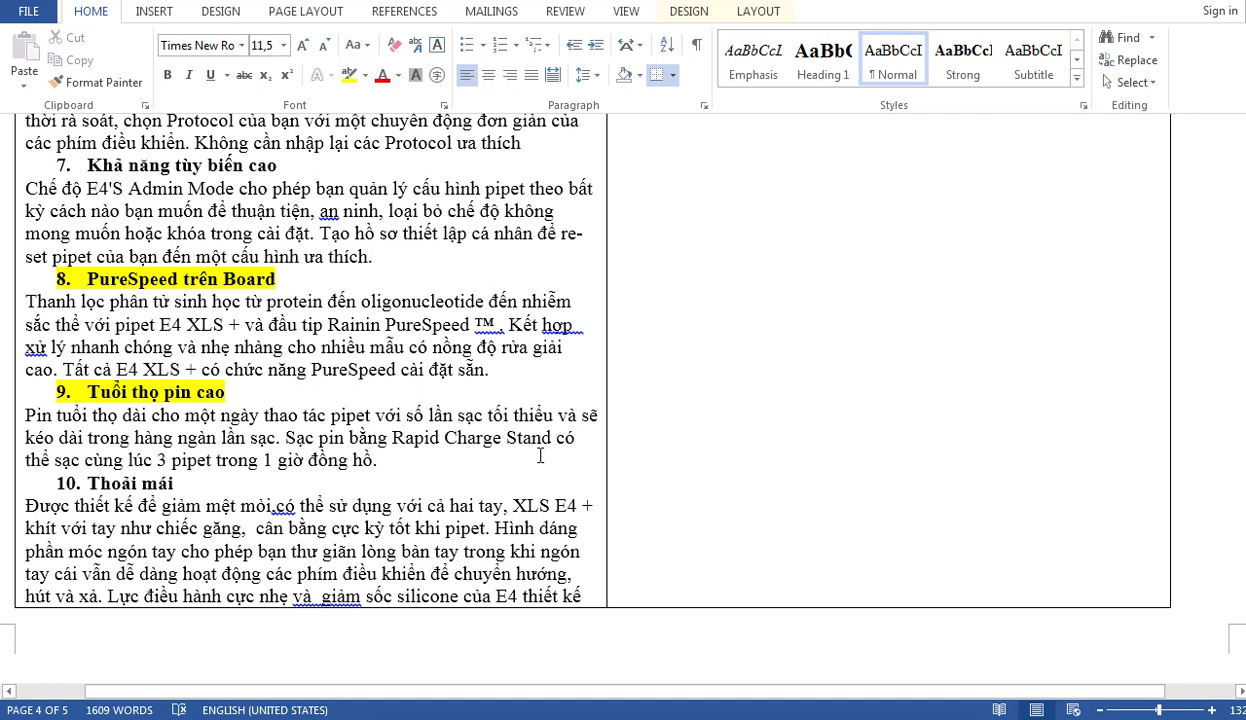 FILE HOME INSERT DESIGN PAGE LAYOUT REFERENCES MAILINGS REVIEW VIEW DESIGN LAYOUT Sign in
Cut
Copy
Format Painter
Paste
Clipboard
Times New Ro 11,5
Font
Paragraph
AaBbCcL AaBbC AaBbCcI AaBbCcI AaBbCcI
Emphasis Heading 1 ¶ Normal Strong Subtitle
Styles
Find
Replace
Select
Editing
thời rà soát, chọn Protocol của bạn với một chuyên động đơn giản của
các phím điều khiển. Không cần nhập lại các Protocol ưa thích
7. Khả năng tùy biến cao
Chế độ E4'S Admin Mode cho phép bạn quản lý cấu hình pipet theo bất
kỳ cách nào bạn muốn để thuận tiện, an ninh, loại bỏ chế độ không
mong muốn hoặc khóa trong cài đặt. Tạo hồ sơ thiết lập cá nhân để re-
set pipet của bạn đến một cấu hình ưa thích.
8. PureSpeed trên Board
Thanh lọc phân tử sinh học từ protein đến oligonucleotide đến nhiễm
sắc thể với pipet E4 XLS + và đầu tip Rainin PureSpeed ™ . Kết hợp
xử lý nhanh chóng và nhẹ nhàng cho nhiều mẫu có nồng độ rửa giải
cao. Tất cả E4 XLS + có chức năng PureSpeed cài đặt sẵn.
9. Tuổi thọ pin cao
Pin tuổi thọ dài cho một ngày thao tác pipet với số lần sạc tối thiểu và sẽ
kéo dài trong hàng ngàn lần sạc. Sạc pin bằng Rapid Charge Stand có
thể sạc cùng lúc 3 pipet trong 1 giờ đồng hồ.
10. Thoải mái
Được thiết kế để giảm mệt mỏi,có thể sử dụng với cả hai tay, XLS E4 +
khít với tay như chiếc găng, cân bằng cực kỳ tốt khi pipet. Hình dáng
phần móc ngón tay cho phép bạn thư giãn lòng bàn tay trong khi ngón
tay cái vẫn dễ dàng hoạt động các phím điều khiển để chuyển hướng,
hút và xả. Lực điều hành cực nhẹ và giảm sốc silicone của E4 thiết kế
PAGE 4 OF 5 1609 WORDS ENGLISH (UNITED STATES)